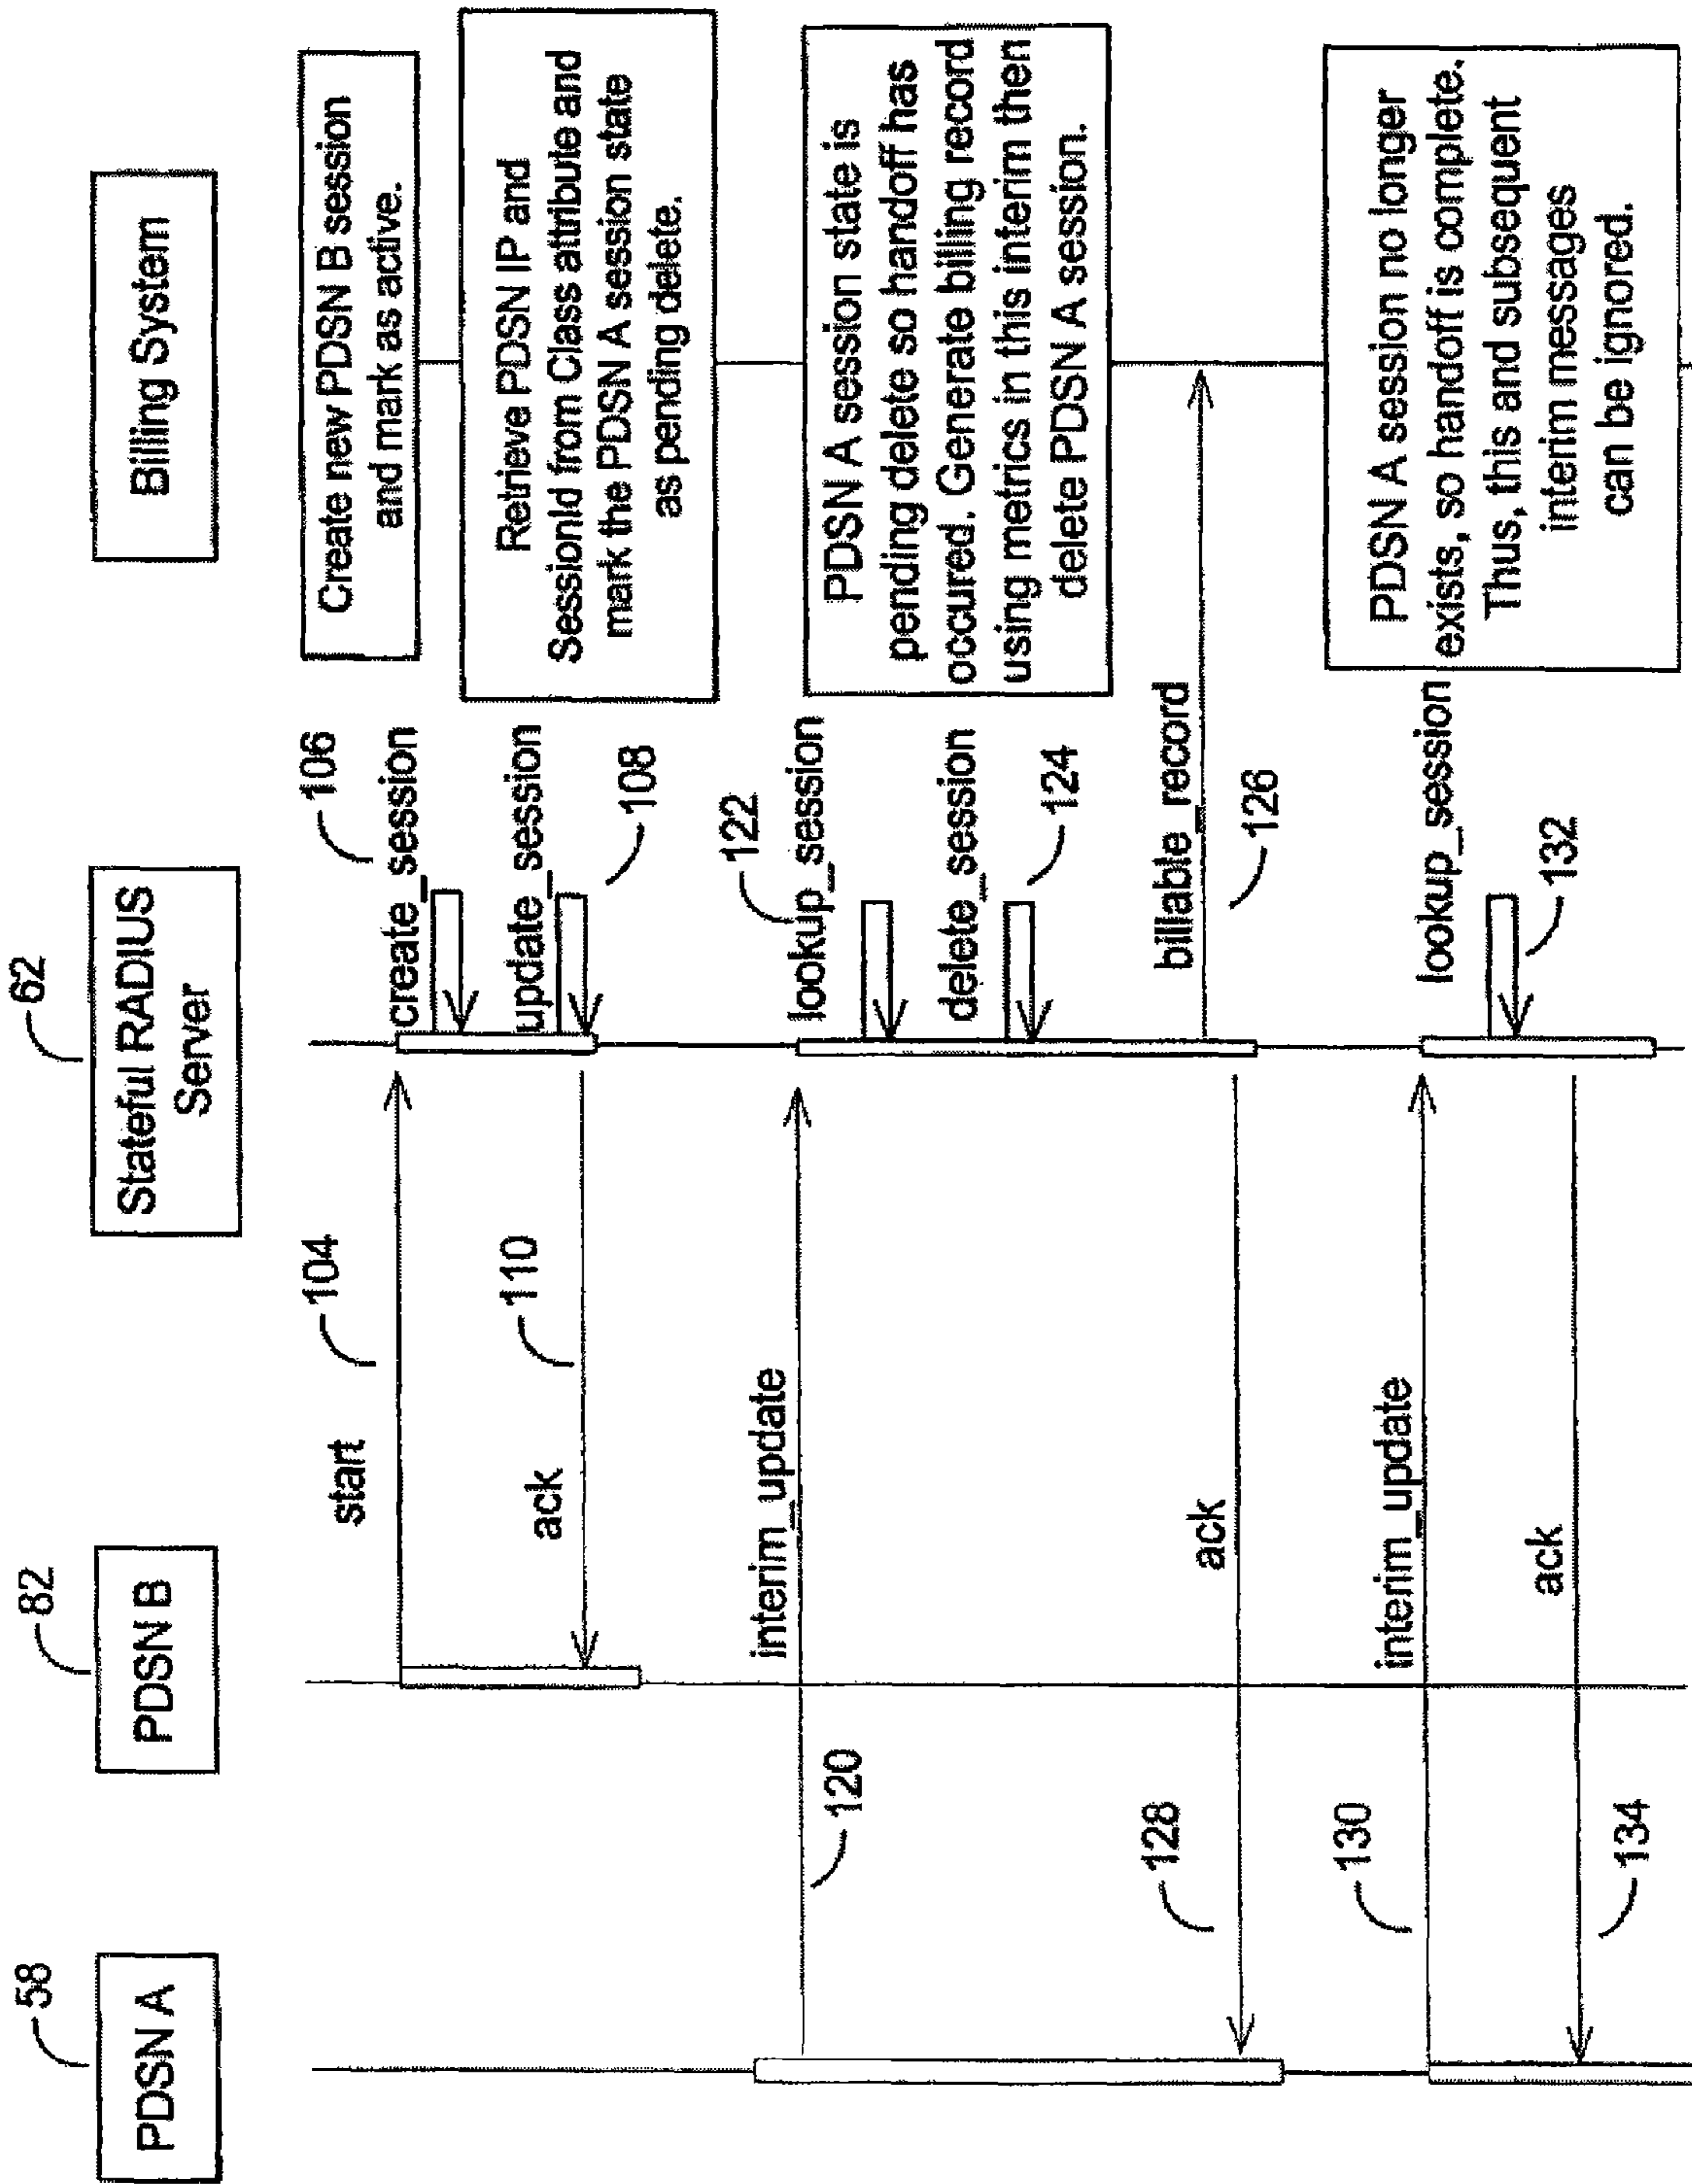 58
PDSN A
82
PDSN B
62
Stateful RADIUS
Server
Billing System
start
104
create_session
106
Create new PDSN B session
and mark as active.
ack
110
update_session
108
Retrieve PDSN IP and
SessionId from Class attribute and
mark the PDSN A session state
as pending delete.
interim_update
120
lookup_session
122
delete_session
124
PDSN A session state is
pending delete so handoff has
occured. Generate billing record
using metrics in this interim then
delete PDSN A session.
billable_record
126
128
ack
130
interim_update
lookup_session
132
PDSN A session no longer
exists, so handoff is complete.
Thus, this and subsequent
interim messages
can be ignored.
ack
134